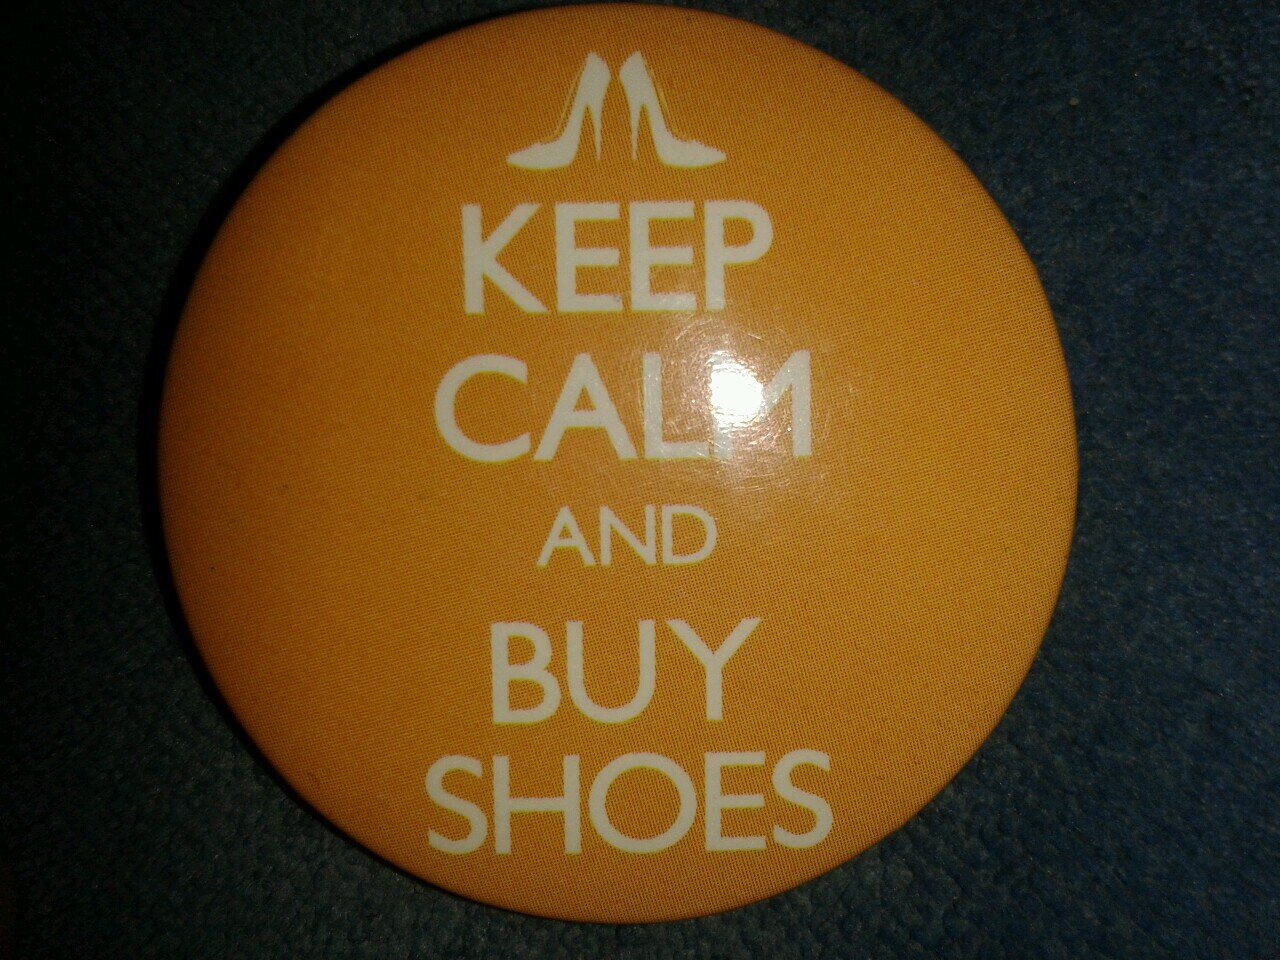 KEEP
CALM
AND
BUY
SHOES